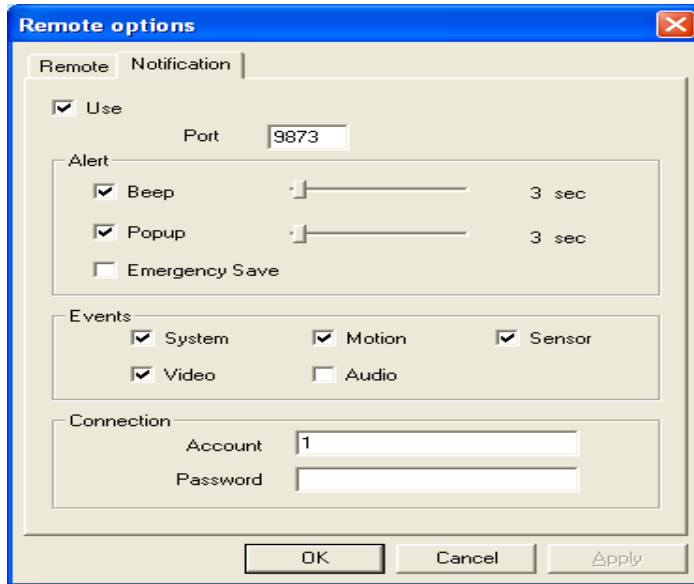 Remote options
Remote Notification
Use
Port 9873
Alert
Beep 3 sec
Popup 3 sec
Emergency Save
Events
System Motion Sensor
Video Audio
Connection
Account 1
Password
OK Cancel Apply